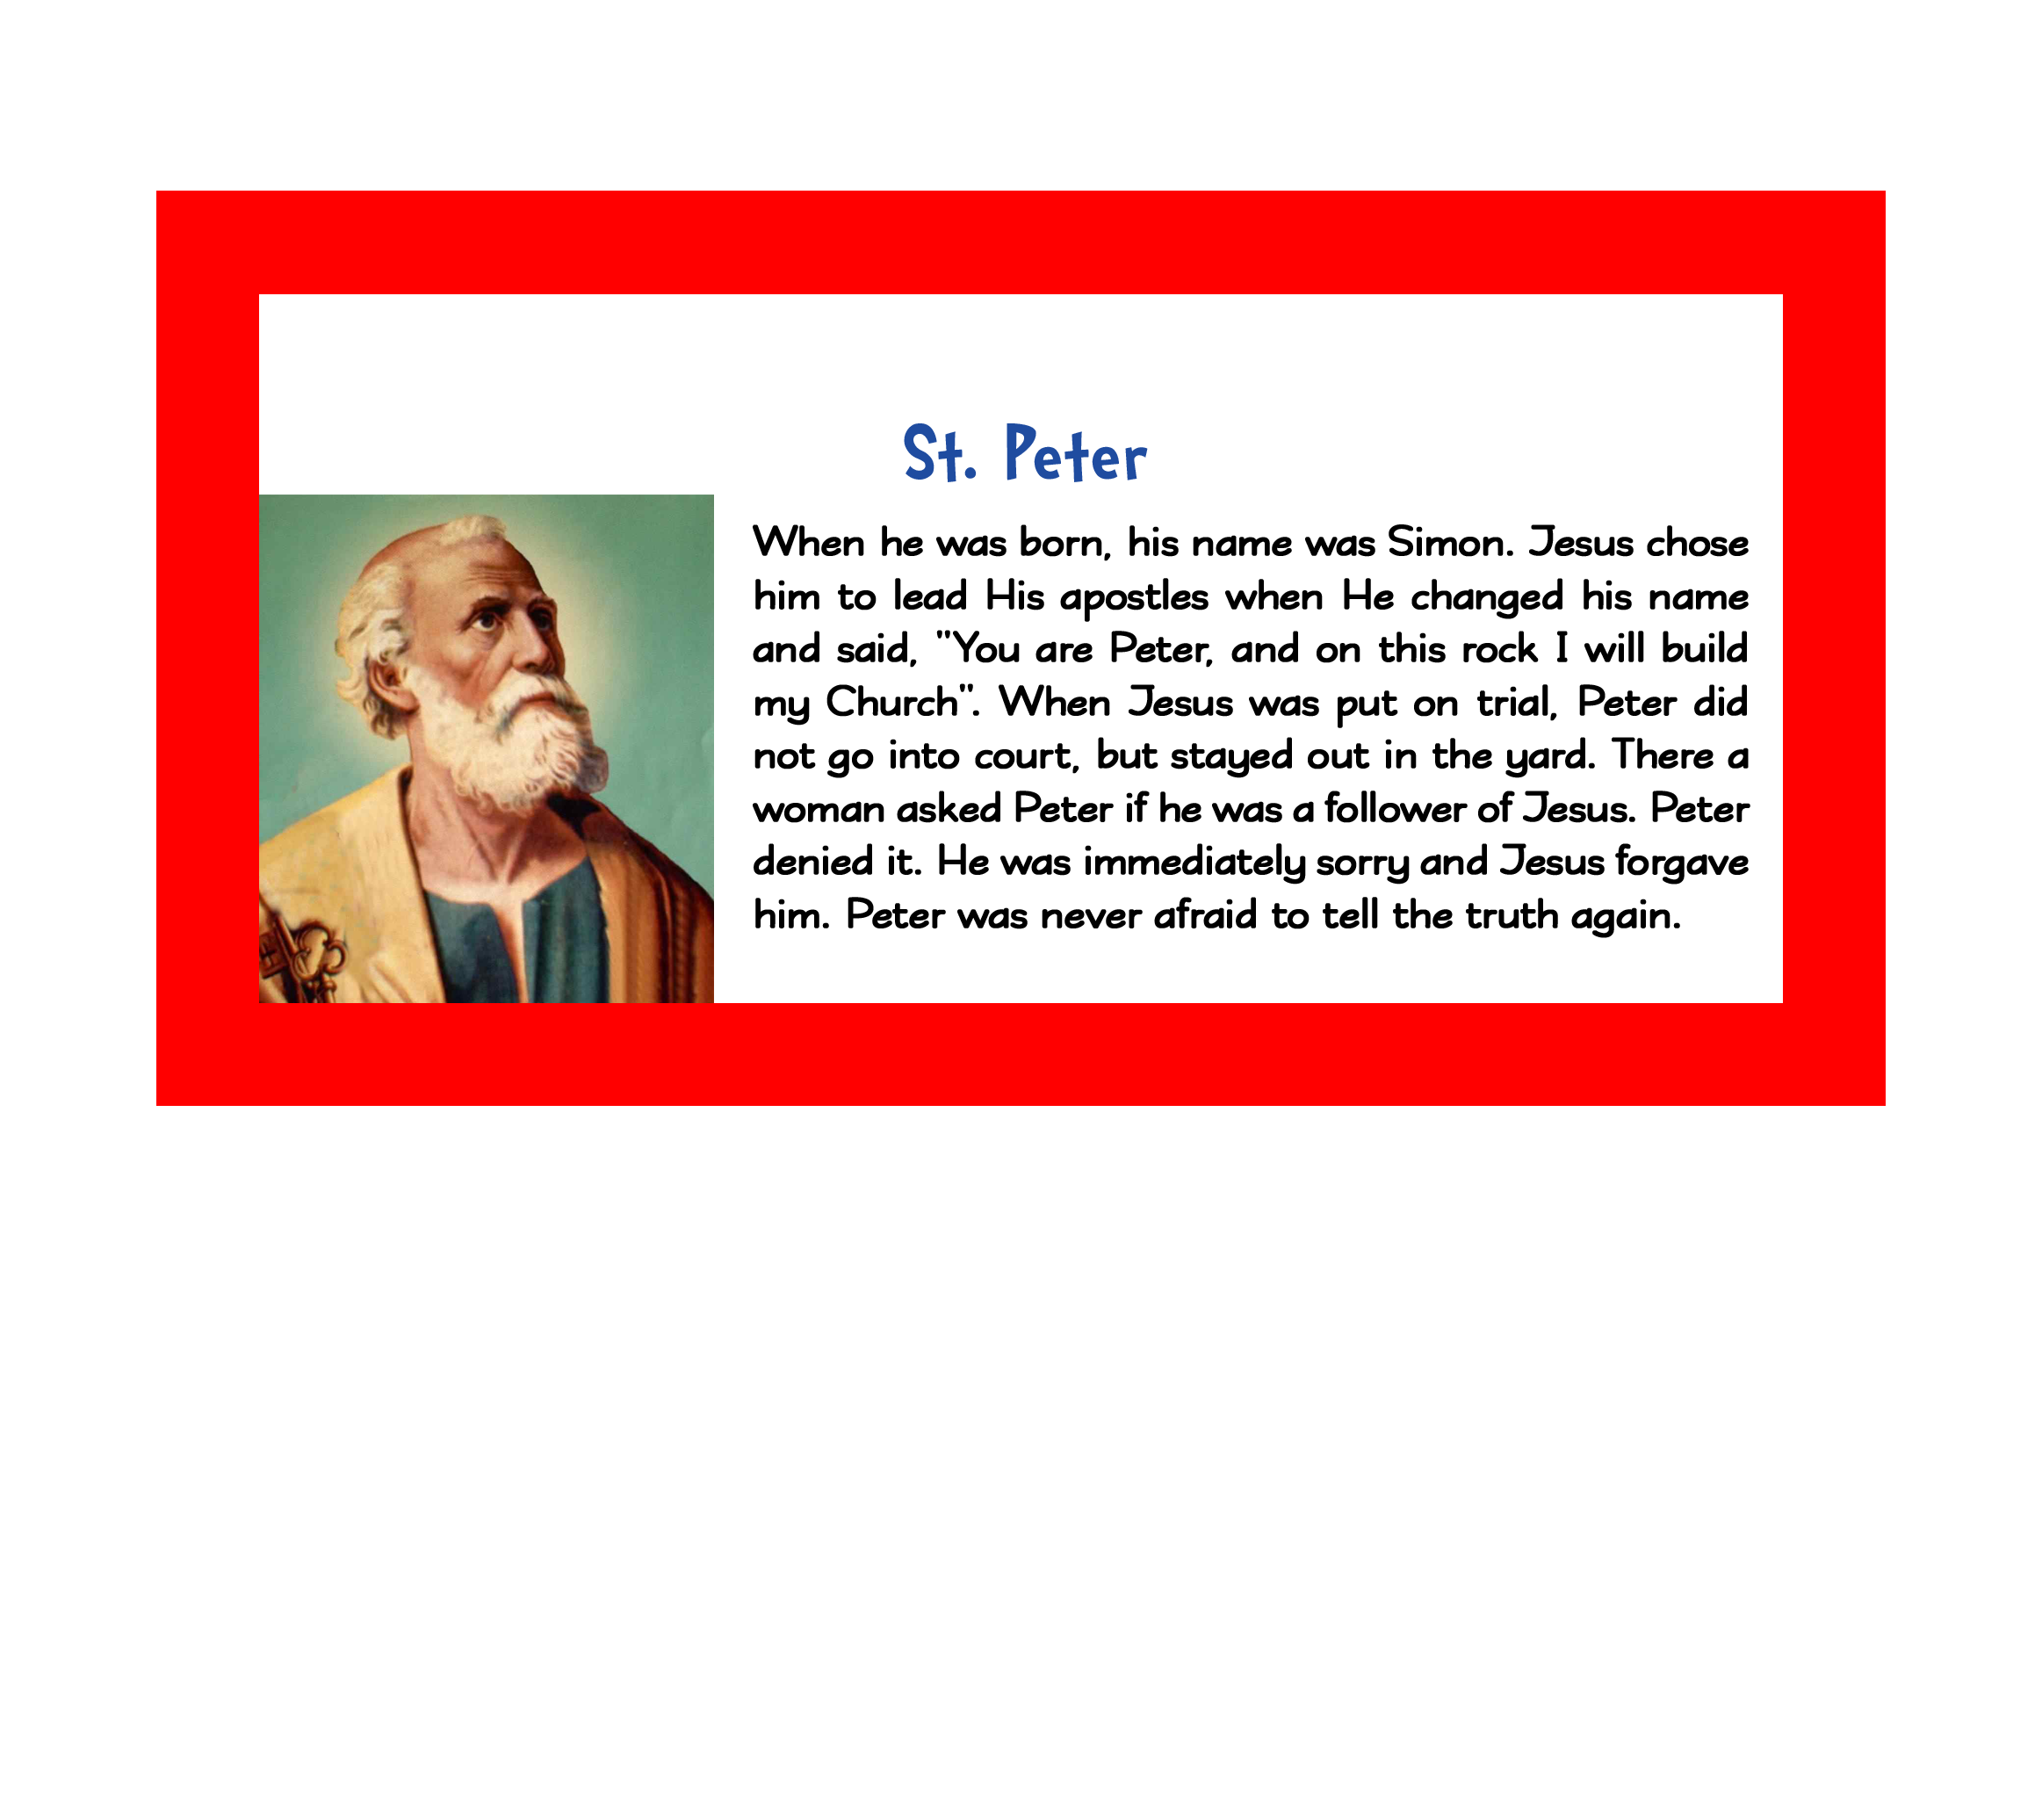 St. Peter
When he was born, his name was Simon. Jesus chose
him to lead His apostles when He changed his name
and said, "You are Peter, and on this rock I will build
my Church". When Jesus was put on trial, Peter did
not go into court, but stayed out in the yard. There a
woman asked Peter if he was a follower of Jesus. Peter
denied it. He was immediately sorry and Jesus forgave
him. Peter was never afraid to tell the truth again.